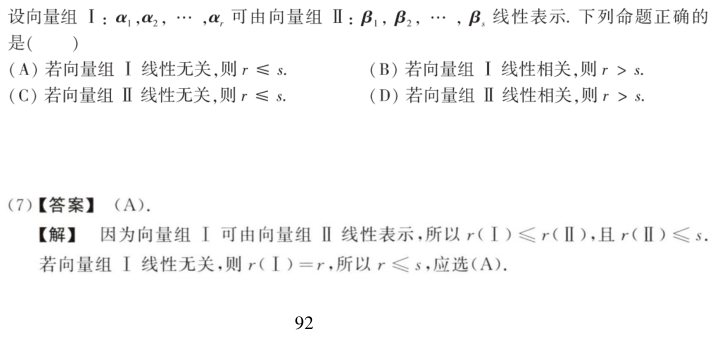 设向量组 Ⅰ: α₁,α₂, ⋯ ,αᵣ 可由向量组 Ⅱ: β₁, β₂, ⋯ , βₛ 线性表示. 下列命题正确的
是(    )
(A) 若向量组 Ⅰ 线性无关,则 r ≤ s. (B) 若向量组 Ⅰ 线性相关,则 r > s.
(C) 若向量组 Ⅱ 线性无关,则 r ≤ s. (D) 若向量组 Ⅱ 线性相关,则 r > s.
(7)【答案】 (A).
【解】 因为向量组 Ⅰ 可由向量组 Ⅱ 线性表示,所以 r(Ⅰ)≤r(Ⅱ),且 r(Ⅱ)≤s.
若向量组 Ⅰ 线性无关,则 r(Ⅰ)=r,所以 r≤s,应选(A).
92